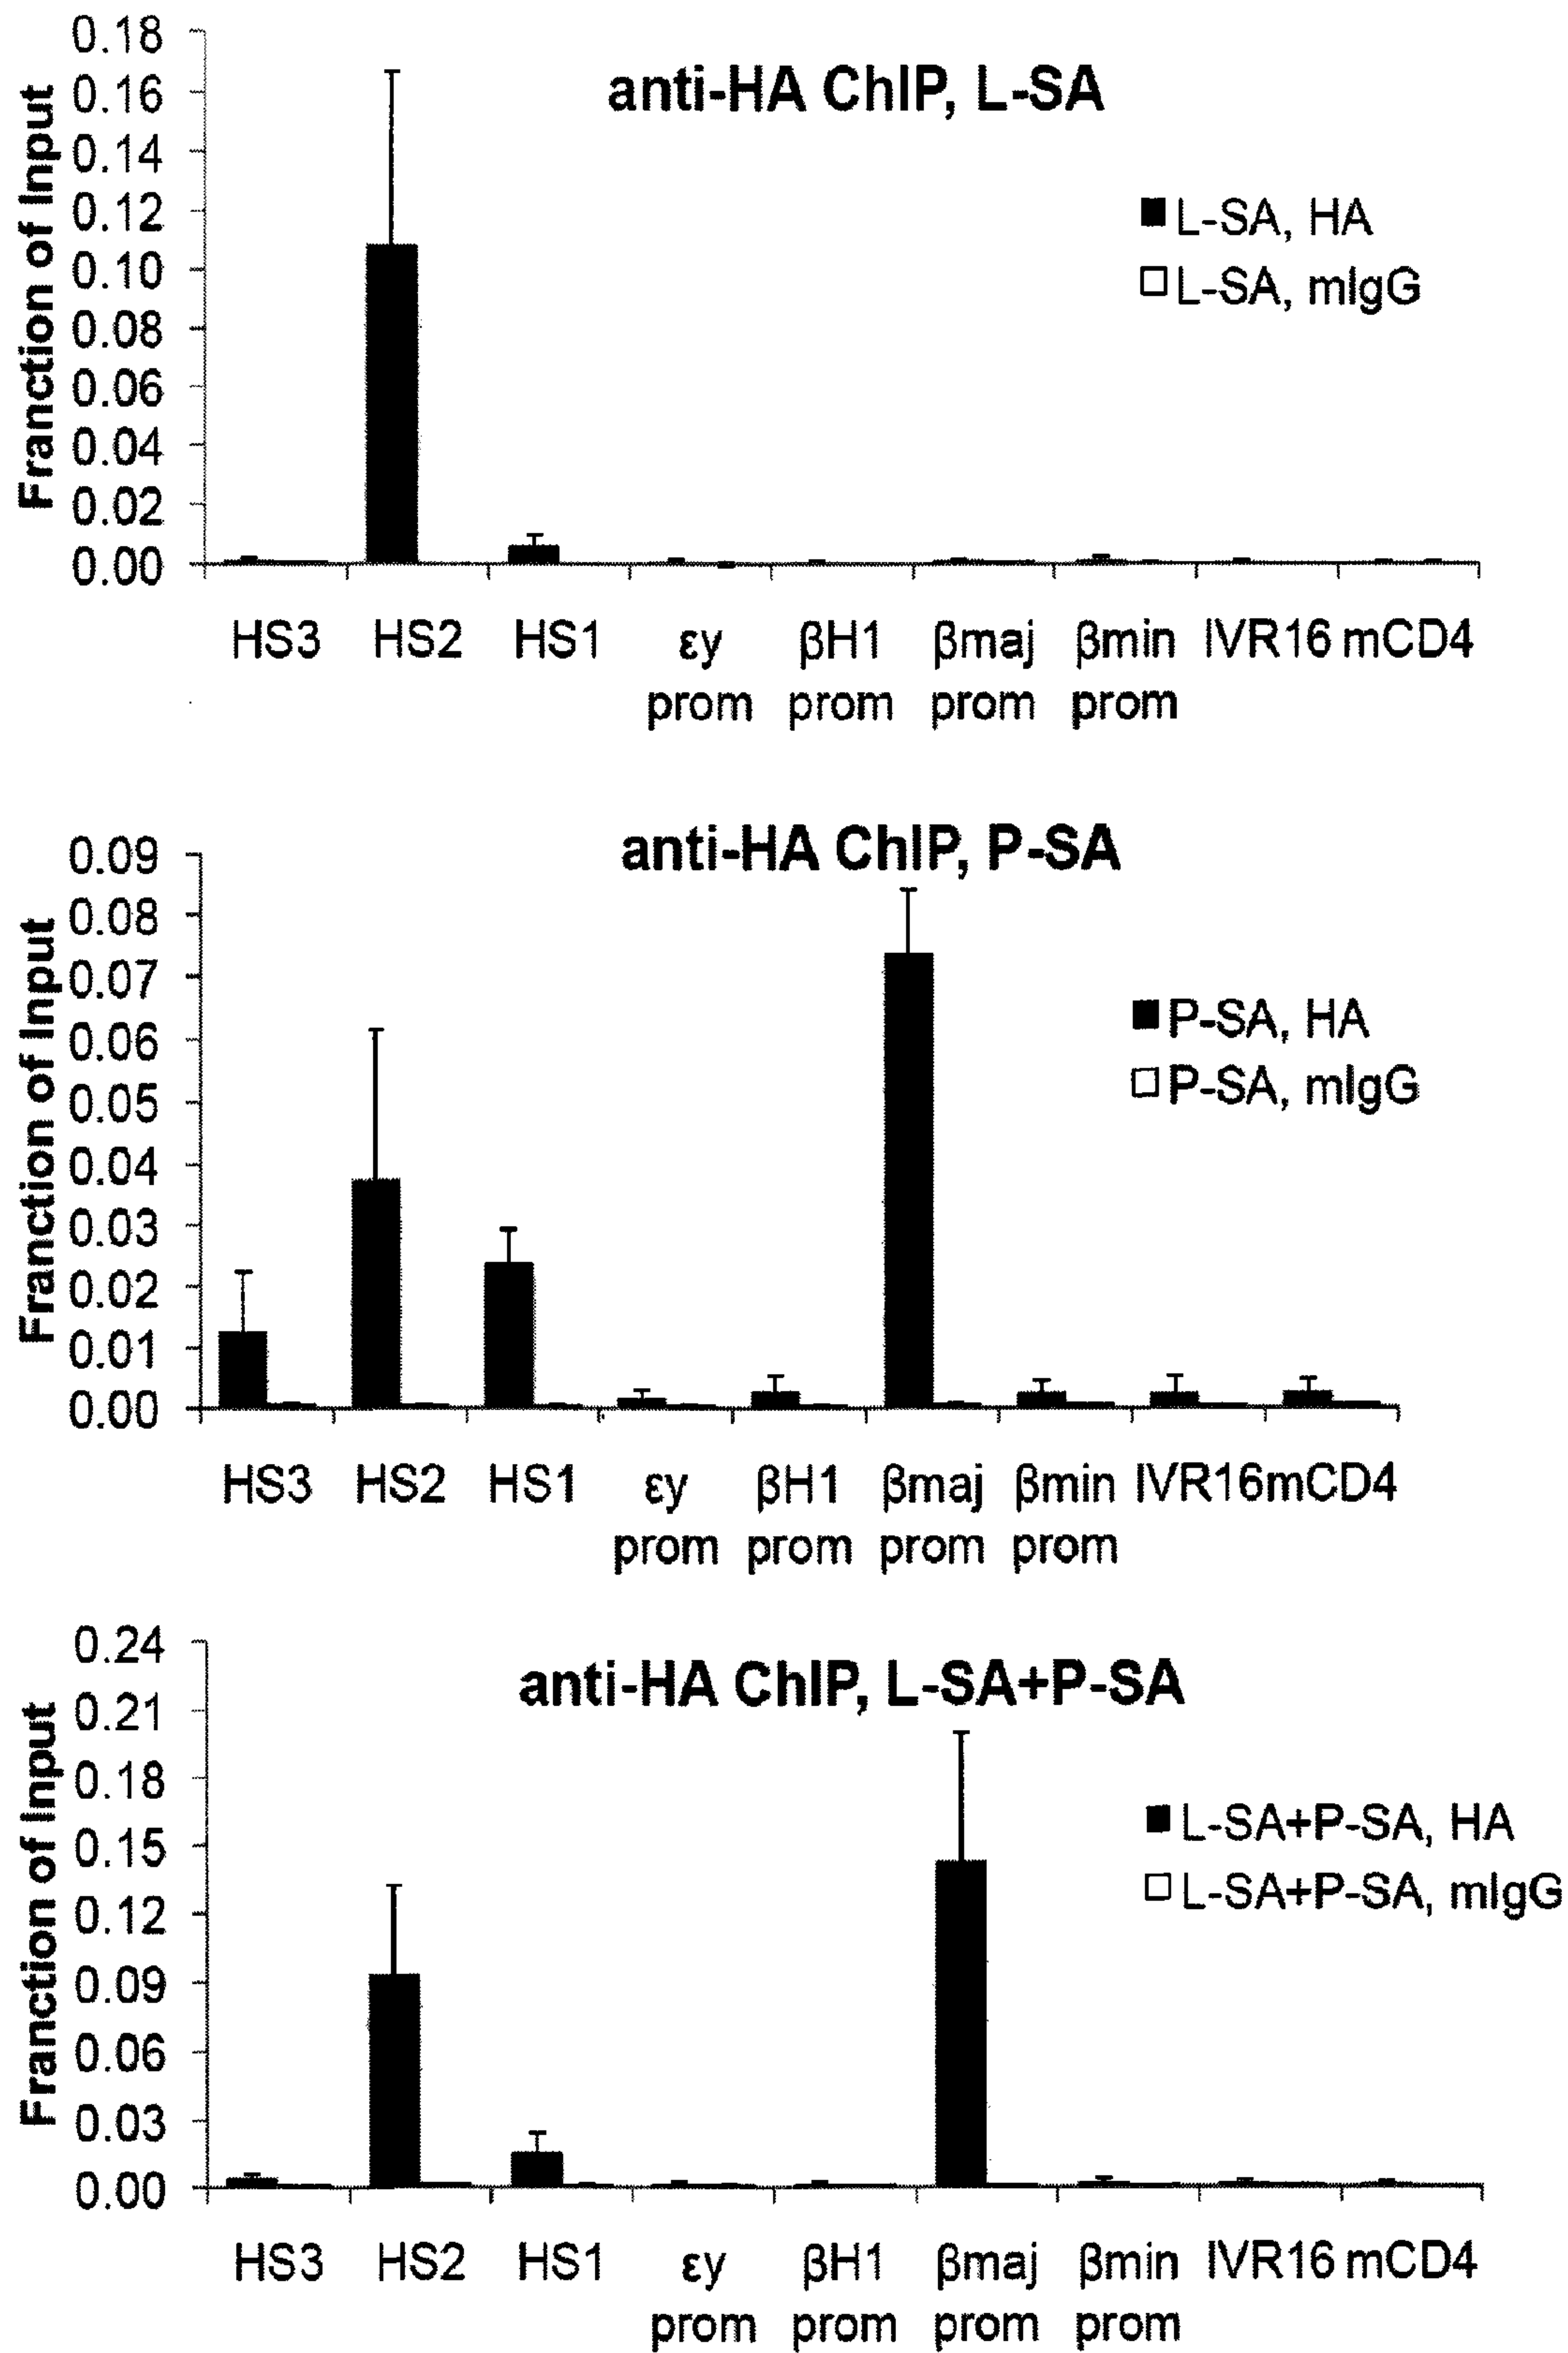 anti-HA ChIP, L-SA
Franction of Input
0.18
0.16
0.14
0.12
0.10
0.08
0.06
0.04
0.02
0.00
L-SA, HA
L-SA, mIgG
HS3 HS2 HS1 εy prom βH1 prom βmaj prom βmin prom IVR16 mCD4
anti-HA ChIP, P-SA
Franction of Input
0.09
0.08
0.07
0.06
0.05
0.04
0.03
0.02
0.01
0.00
P-SA, HA
P-SA, mIgG
HS3 HS2 HS1 εy prom βH1 prom βmaj prom βmin prom IVR16 mCD4
anti-HA ChIP, L-SA+P-SA
Franction of Input
0.24
0.21
0.18
0.15
0.12
0.09
0.06
0.03
0.00
L-SA+P-SA, HA
L-SA+P-SA, mIgG
HS3 HS2 HS1 εy prom βH1 prom βmaj prom βmin prom IVR16 mCD4